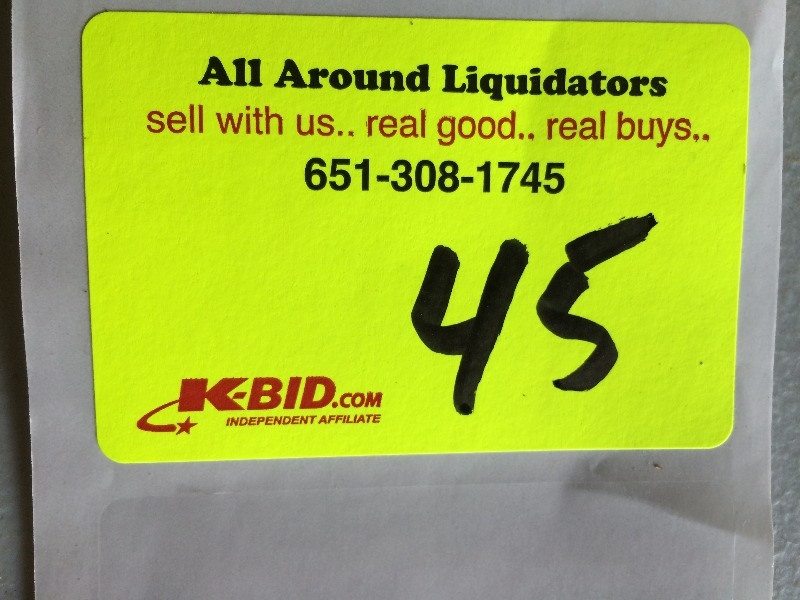 All Around Liquidators
sell with us.. real good.. real buys..
651-308-1745
45
K-BID.COM
INDEPENDENT AFFILIATE